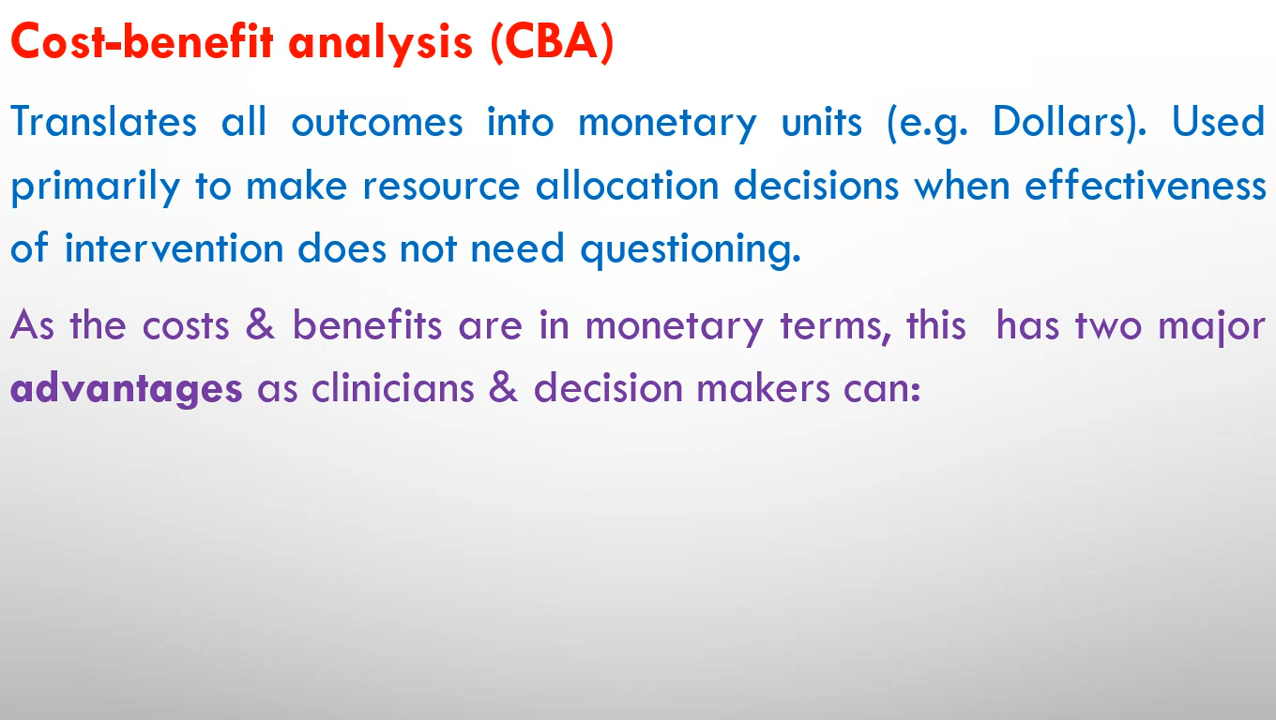 Cost-benefit analysis (CBA)
Translates all outcomes into monetary units (e.g. Dollars). Used
primarily to make resource allocation decisions when effectiveness
of intervention does not need questioning.
As the costs & benefits are in monetary terms, this has two major
advantages as clinicians & decision makers can: